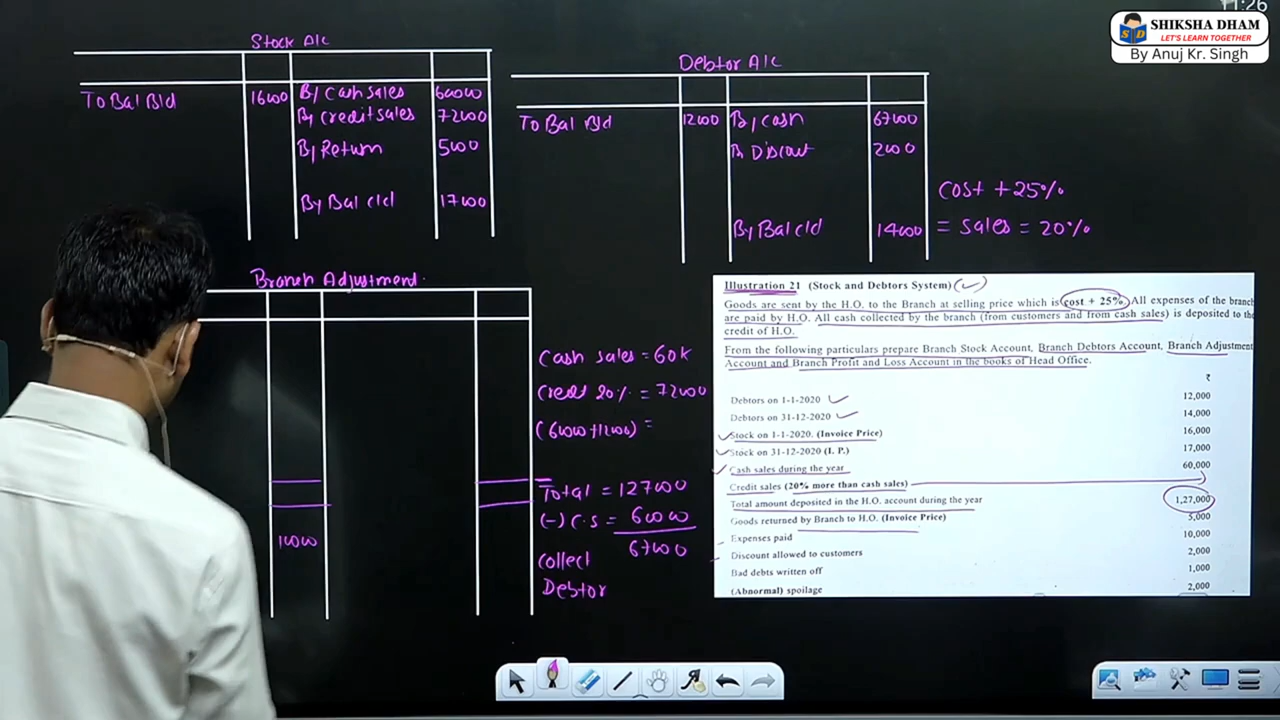 11:26
SHIKSHA DHAM
LET'S LEARN TOGETHER
By Anuj Kr. Singh
Stock A/c
To Bal B/d 16000 By Cash sales 60000
By Credit sales 72000
By Return 5000
By Bal c/d 17000
Debtor A/c
To Bal B/d 12000 By Cash 67000
By Discout 2000
By Bal c/d 14000
Cost +25%
= Sales = 20%
Branch Adjustment
10000
Cash sales = 60k
Credit 20% = 72000
(60000+12000) =
Total = 127000
(-) C.S = 60000
67000
Collect
Debtor
Illustration 21 (Stock and Debtors System)
Goods are sent by the H.O. to the Branch at selling price which is cost + 25%. All expenses of the branch
are paid by H.O. All cash collected by the branch (from customers and from cash sales) is deposited to the
credit of H.O.
From the following particulars prepare Branch Stock Account, Branch Debtors Account, Branch Adjustment
Account and Branch Profit and Loss Account in the books of Head Office.
₹
Debtors on 1-1-2020 12,000
Debtors on 31-12-2020 14,000
Stock on 1-1-2020. (Invoice Price) 16,000
Stock on 31-12-2020 (I. P.) 17,000
Cash sales during the year 60,000
Credit sales (20% more than cash sales)
Total amount deposited in the H.O. account during the year 1,27,000
Goods returned by Branch to H.O. (Invoice Price) 5,000
Expenses paid 10,000
Discount allowed to customers 2,000
Bad debts written off 1,000
(Abnormal) spoilage 2,000